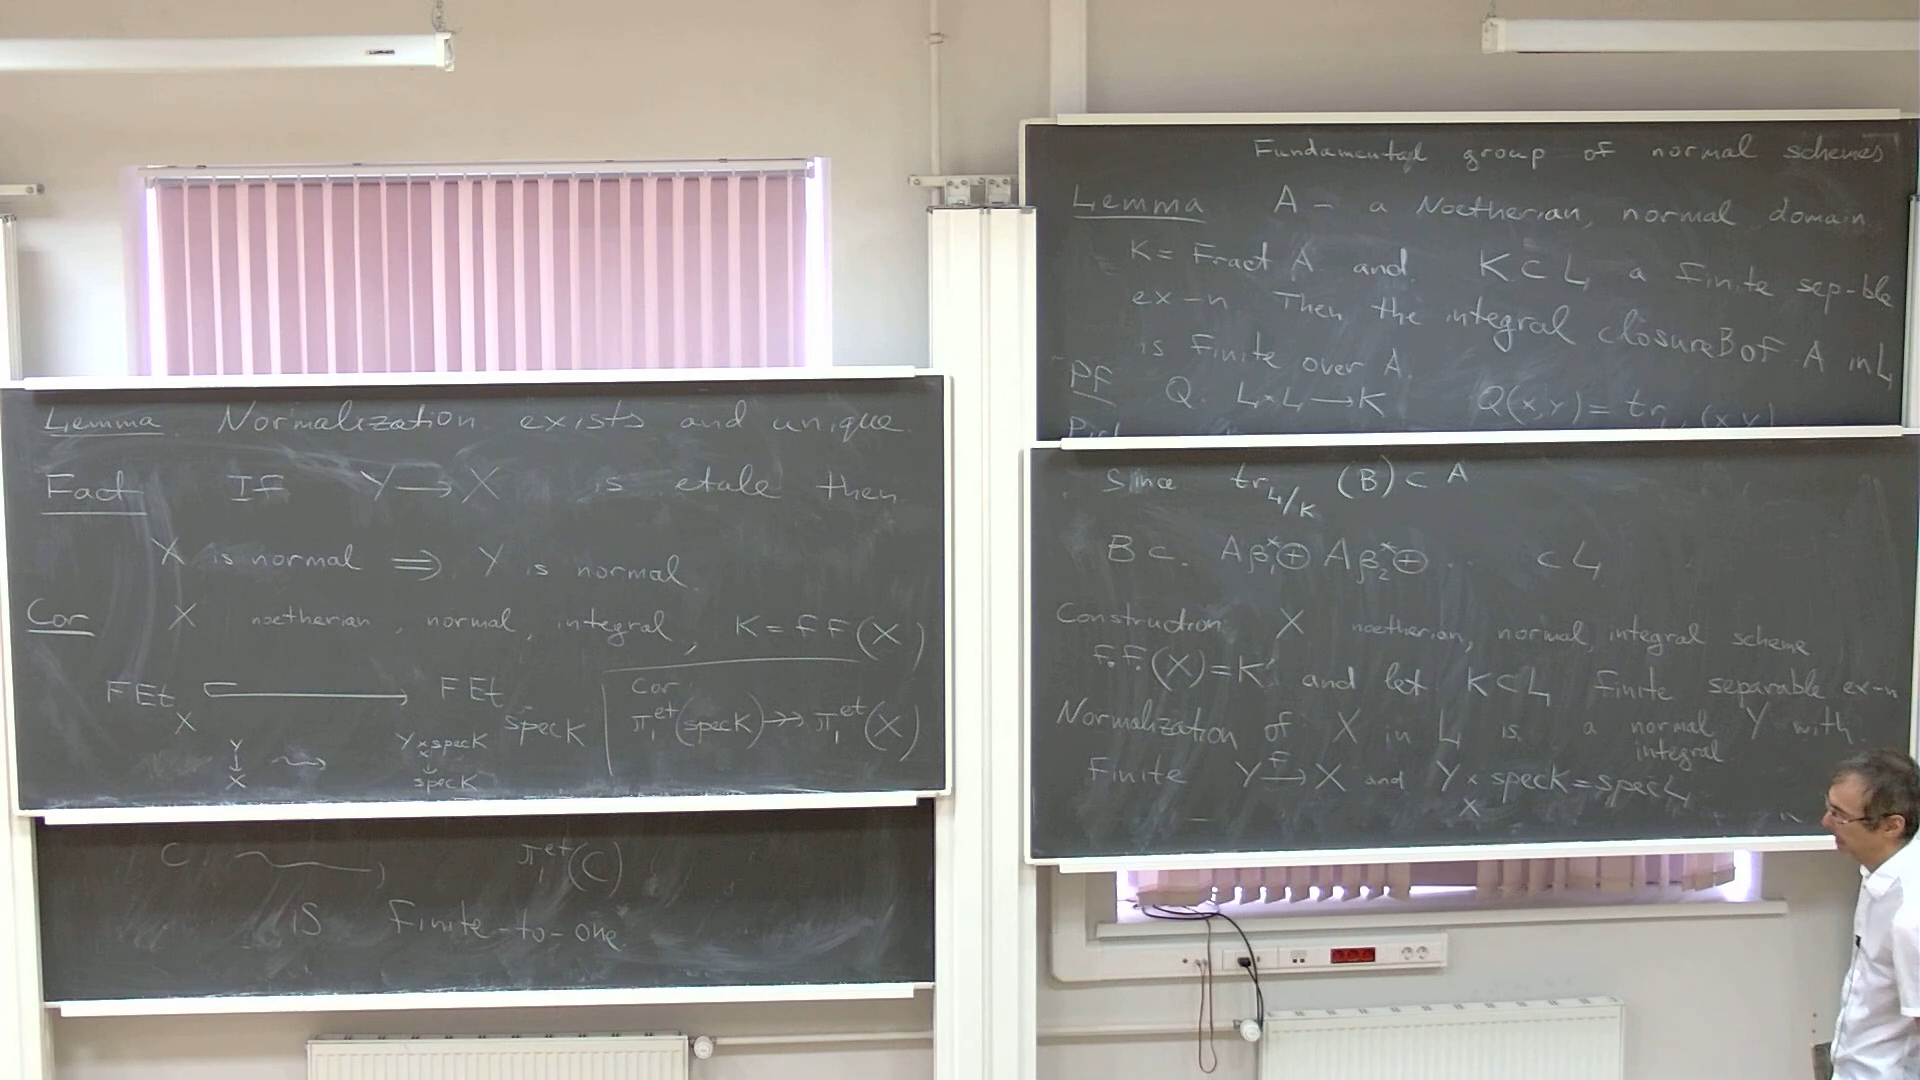 Fundamental group of normal schemes
Lemma A – a Noetherian, normal domain
K = Fract A and K ⊂ L a finite sep-ble
ex-n Then the integral closure B of A in L
is finite over A.
Pf Q: L×L → K Q(x,y) = tr (x y)
Since tr_{L/K} (B) ⊂ A
B ⊂ Aβ₁* ⊕ Aβ₂* ⊕ ... ⊂ L
Construction X noetherian, normal, integral scheme
f.f.(X) = K and let K ⊂ L finite separable ex-n
Normalization of X in L is a normal integral Y with
Finite Y →^f X and Y ×_X spec K = spec L
Lemma Normalization exists and unique.
Fact If Y → X is etale then
X is normal ⇒ Y is normal.
Cor X noetherian, normal, integral, K = ff(X)
FEt_X ⊂→ FEt_{spec K}
Y ↓ X ⇝ Y ×_X spec K ↓ spec K
Cor
π₁^{et}(spec K) ↠ π₁^{et}(X)
C ⇝ π₁^{et}(C)
is Finite-to-one